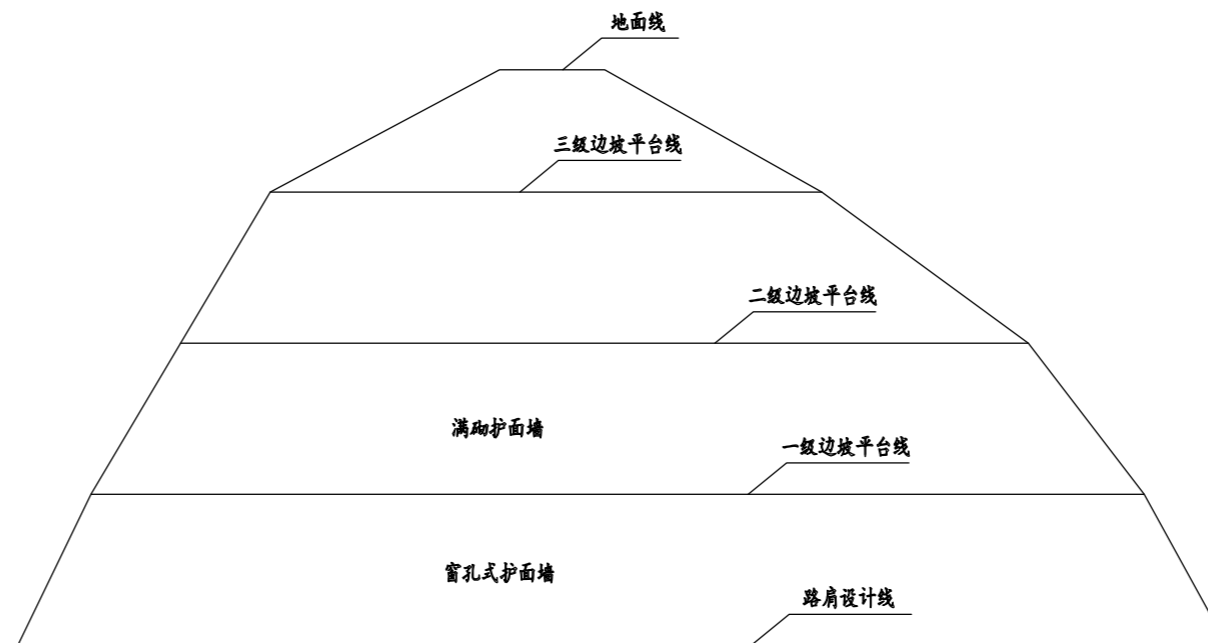 地面线
三级边坡平台线
二级边坡平台线
满砌护面墙
一级边坡平台线
窗孔式护面墙
路肩设计线